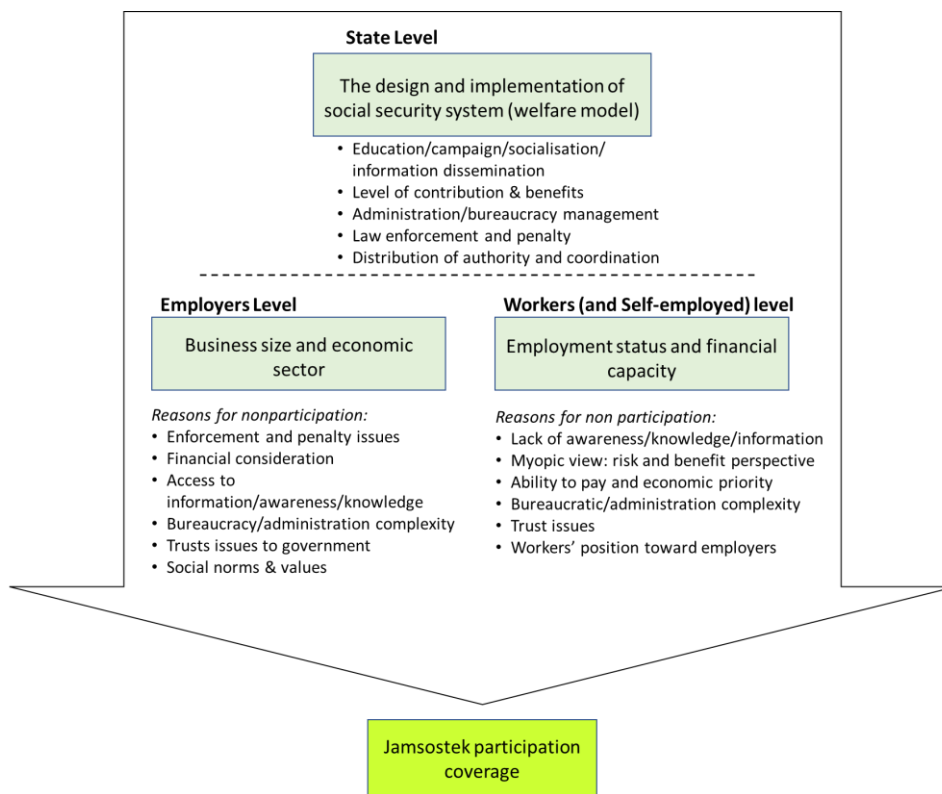 State Level
The design and implementation of
social security system (welfare model)
• Education/campaign/socialisation/
information dissemination
• Level of contribution & benefits
• Administration/bureaucracy management
• Law enforcement and penalty
• Distribution of authority and coordination
Employers Level
Business size and economic
sector
Reasons for nonparticipation:
• Enforcement and penalty issues
• Financial consideration
• Access to
information/awareness/knowledge
• Bureaucracy/administration complexity
• Trusts issues to government
• Social norms & values
Workers (and Self-employed) level
Employment status and financial
capacity
Reasons for non participation:
• Lack of awareness/knowledge/information
• Myopic view: risk and benefit perspective
• Ability to pay and economic priority
• Bureaucratic/administration complexity
• Trust issues
• Workers’ position toward employers
Jamsostek participation
coverage